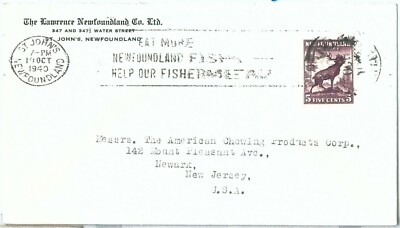 The Lawrence Newfoundland Co. Ltd.
347 AND 347½ WATER STREET
ST. JOHN'S, NEWFOUNDLAND
ST JOHN'S
7-PM
OCT
1940
NEWFOUNDLAND
EAT MORE
NEWFOUNDLAND FISH
HELP OUR FISHERMEN
NEWFOUNDLAND
5 FIVE CENTS 5
Messrs. The American Chewing Products Corp.,
142 Mount Pleasant Ave.,
Newark,
New Jersey,
U.S.A.